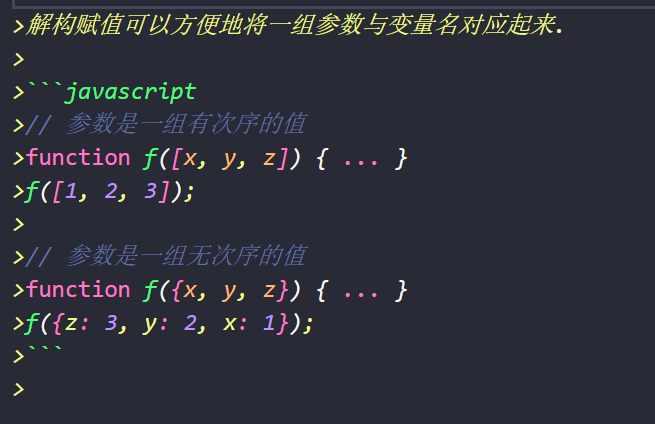 >解构赋值可以方便地将一组参数与变量名对应起来.
>
>```javascript
>// 参数是一组有次序的值
>function f([x, y, z]) { ... }
>f([1, 2, 3]);
>
>// 参数是一组无次序的值
>function f({x, y, z}) { ... }
>f({z: 3, y: 2, x: 1});
>```
>